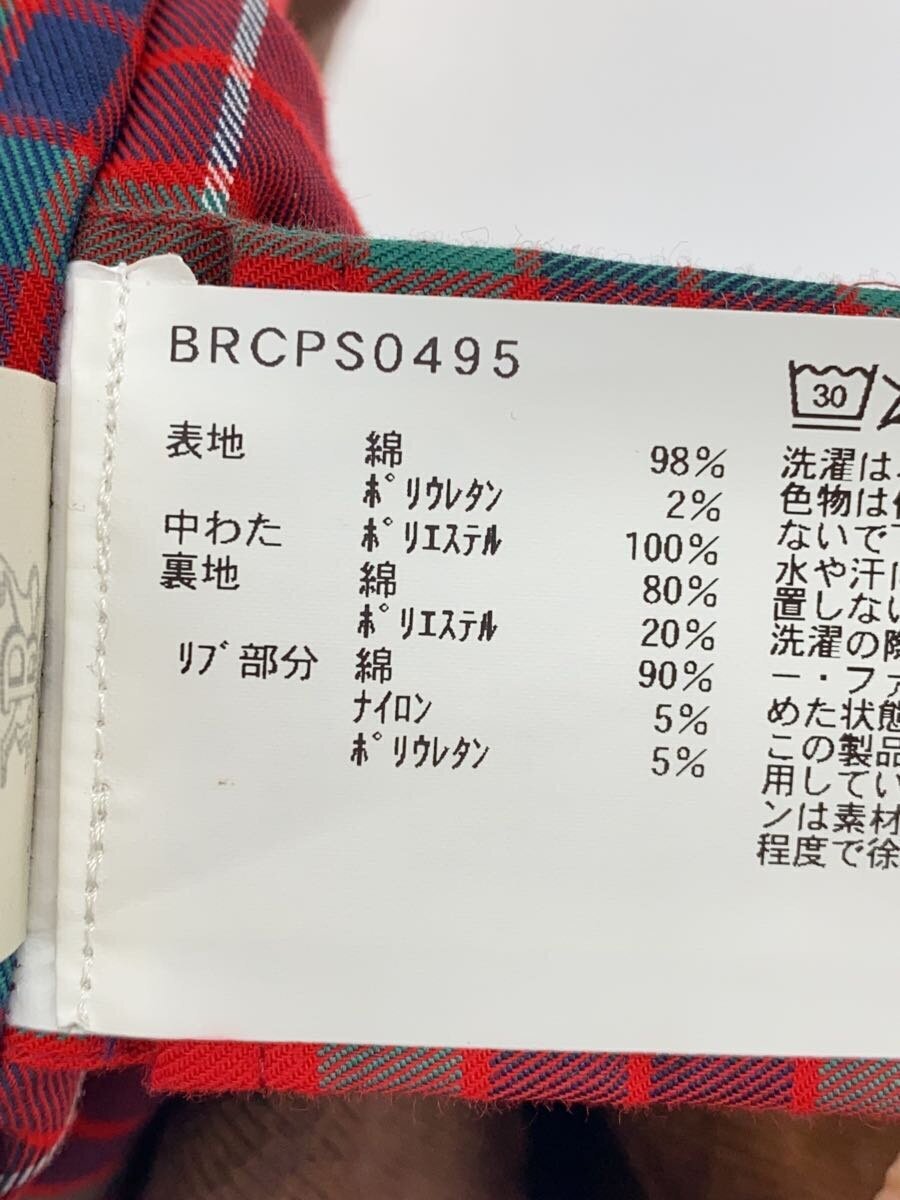 BRCPS0495
表地 綿 98%
ポリウレタン 2%
中わた ポリエステル 100%
裏地 綿 80%
ポリエステル 20%
リブ部分 綿 90%
ナイロン 5%
ポリウレタン 5%
30
洗濯は
色物は
ないで
水や汗
置しない
洗濯の際
ー・ファ
めた状態
この製品
用してい
ンは素材
程度で徐
B